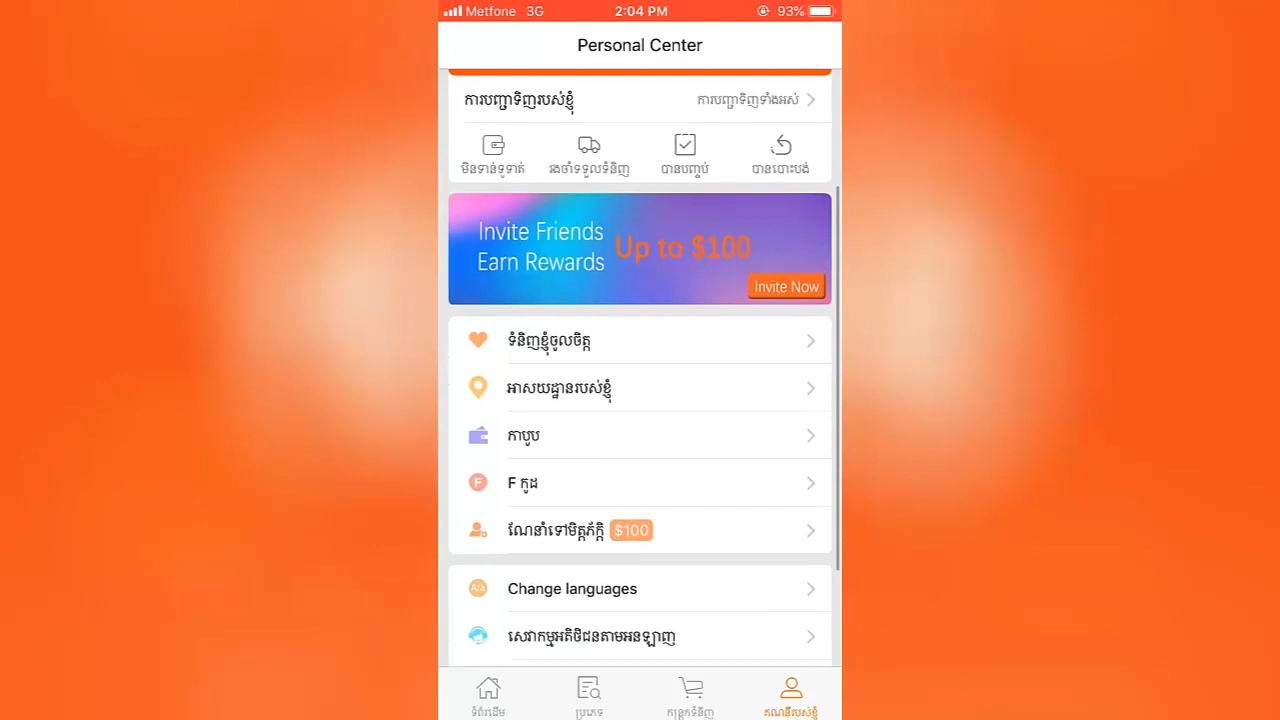 Metfone 3G 2:04 PM 93%
Personal Center
ការបញ្ជាទិញរបស់ខ្ញុំ ការបញ្ជាទិញទាំងអស់
មិនទាន់ទូទាត់ រងចាំទទួលទំនិញ បានបញ្ចប់ បានបោះបង់
Invite Friends
Earn Rewards
Up to $100
Invite Now
ទំនិញខ្ញុំចូលចិត្ត
អាសយដ្ឋានរបស់ខ្ញុំ
កាបូប
F F កូដ
ណែនាំទៅមិត្តភ័ក្តិ $100
A/a Change languages
សេវាកម្មអតិថិជនតាមអនឡាញ
ទំព័រដើម ប្រភេទ កន្ត្រកទំនិញ គណនីរបស់ខ្ញុំ